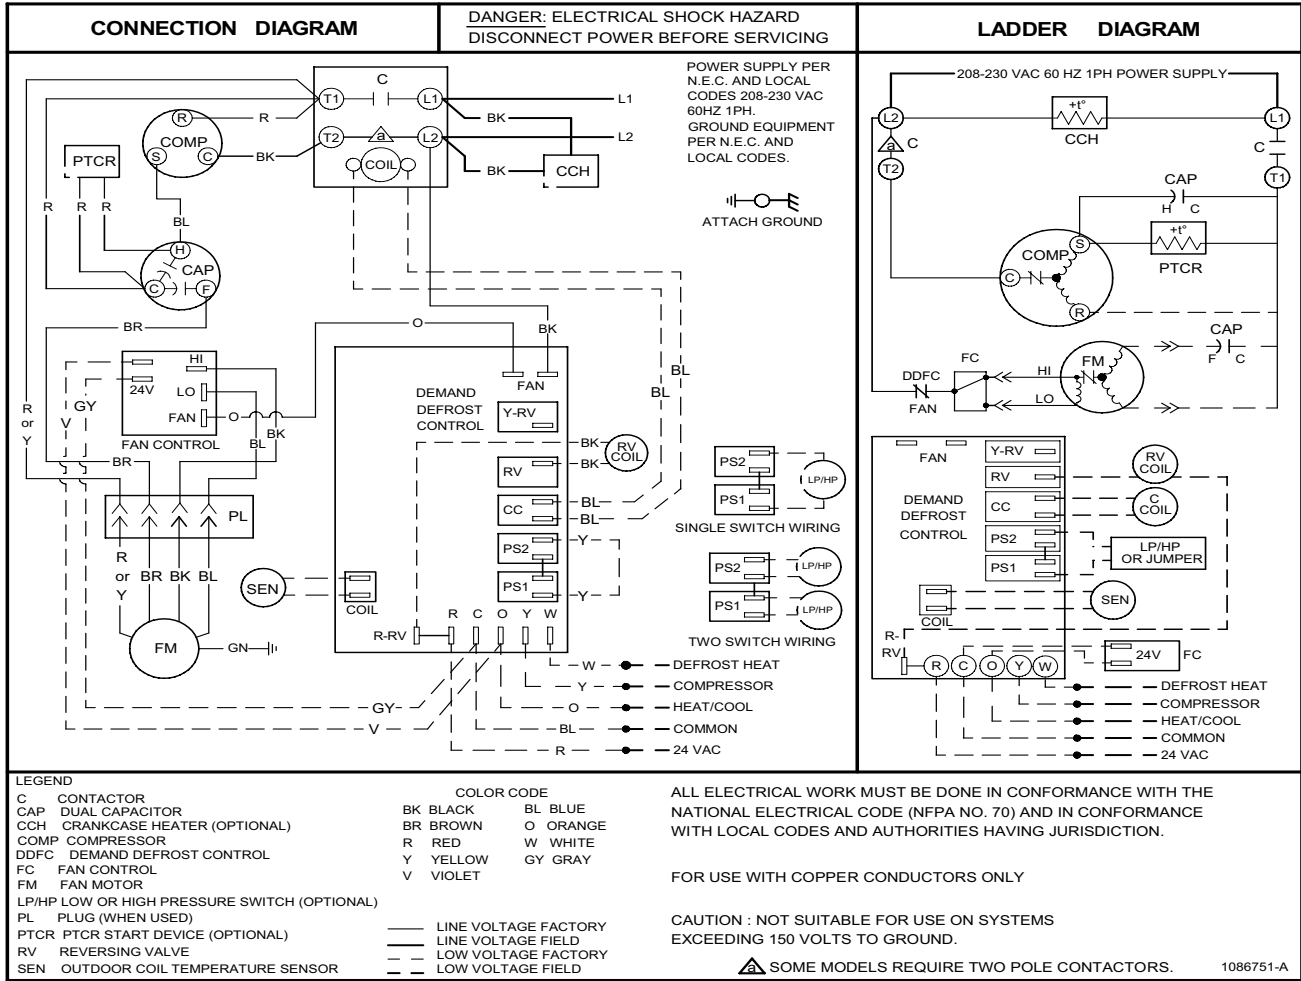 CONNECTION DIAGRAM
DANGER: ELECTRICAL SHOCK HAZARD
DISCONNECT POWER BEFORE SERVICING
LADDER DIAGRAM
C
T1
L1
L1
BK
T2
a
L2
L2
COIL
BK
CCH
R
R
COMP
S
C
BK
PTCR
R
R
R
BL
H
CAP
C
F
BR
POWER SUPPLY PER
N.E.C. AND LOCAL
CODES 208-230 VAC
60HZ 1PH.
GROUND EQUIPMENT
PER N.E.C. AND
LOCAL CODES.
ATTACH GROUND
O
BK
HI
24V
LO
FAN
O
FAN CONTROL
R
or
Y
V
GY
BL
BK
BR
PL
R
or
Y
BR
BK
BL
FM
GN
FAN
DEMAND
DEFROST
CONTROL
Y-RV
RV
BK
BK
RV
COIL
CC
BL
BL
BL
BL
PS2
Y
PS1
Y
SEN
COIL
R-RV
R
C
O
Y
W
W
DEFROST HEAT
Y
COMPRESSOR
GY
O
HEAT/COOL
V
BL
COMMON
R
24 VAC
PS2
PS1
LP/HP
SINGLE SWITCH WIRING
PS2
LP/HP
PS1
LP/HP
TWO SWITCH WIRING
208-230 VAC 60 HZ 1PH POWER SUPPLY
+t°
L2
CCH
L1
a
C
C
T2
T1
CAP
H
C
S
+t°
PTCR
COMP
C
R
CAP
F
C
FC
HI
FM
DDFC
FAN
LO
FAN
Y-RV
RV
RV
COIL
DEMAND
DEFROST
CONTROL
CC
C
COIL
PS2
PS1
LP/HP
OR JUMPER
COIL
SEN
R-
RV
R
C
O
Y
W
24V
FC
DEFROST HEAT
COMPRESSOR
HEAT/COOL
COMMON
24 VAC
LEGEND
C CONTACTOR
CAP DUAL CAPACITOR
CCH CRANKCASE HEATER (OPTIONAL)
COMP COMPRESSOR
DDFC DEMAND DEFROST CONTROL
FC FAN CONTROL
FM FAN MOTOR
LP/HP LOW OR HIGH PRESSURE SWITCH (OPTIONAL)
PL PLUG (WHEN USED)
PTCR PTCR START DEVICE (OPTIONAL)
RV REVERSING VALVE
SEN OUTDOOR COIL TEMPERATURE SENSOR
COLOR CODE
BK BLACK BL BLUE
BR BROWN O ORANGE
R RED W WHITE
Y YELLOW GY GRAY
V VIOLET
LINE VOLTAGE FACTORY
LINE VOLTAGE FIELD
LOW VOLTAGE FACTORY
LOW VOLTAGE FIELD
ALL ELECTRICAL WORK MUST BE DONE IN CONFORMANCE WITH THE
NATIONAL ELECTRICAL CODE (NFPA NO. 70) AND IN CONFORMANCE
WITH LOCAL CODES AND AUTHORITIES HAVING JURISDICTION.
FOR USE WITH COPPER CONDUCTORS ONLY
CAUTION : NOT SUITABLE FOR USE ON SYSTEMS
EXCEEDING 150 VOLTS TO GROUND.
a SOME MODELS REQUIRE TWO POLE CONTACTORS.
1086751-A